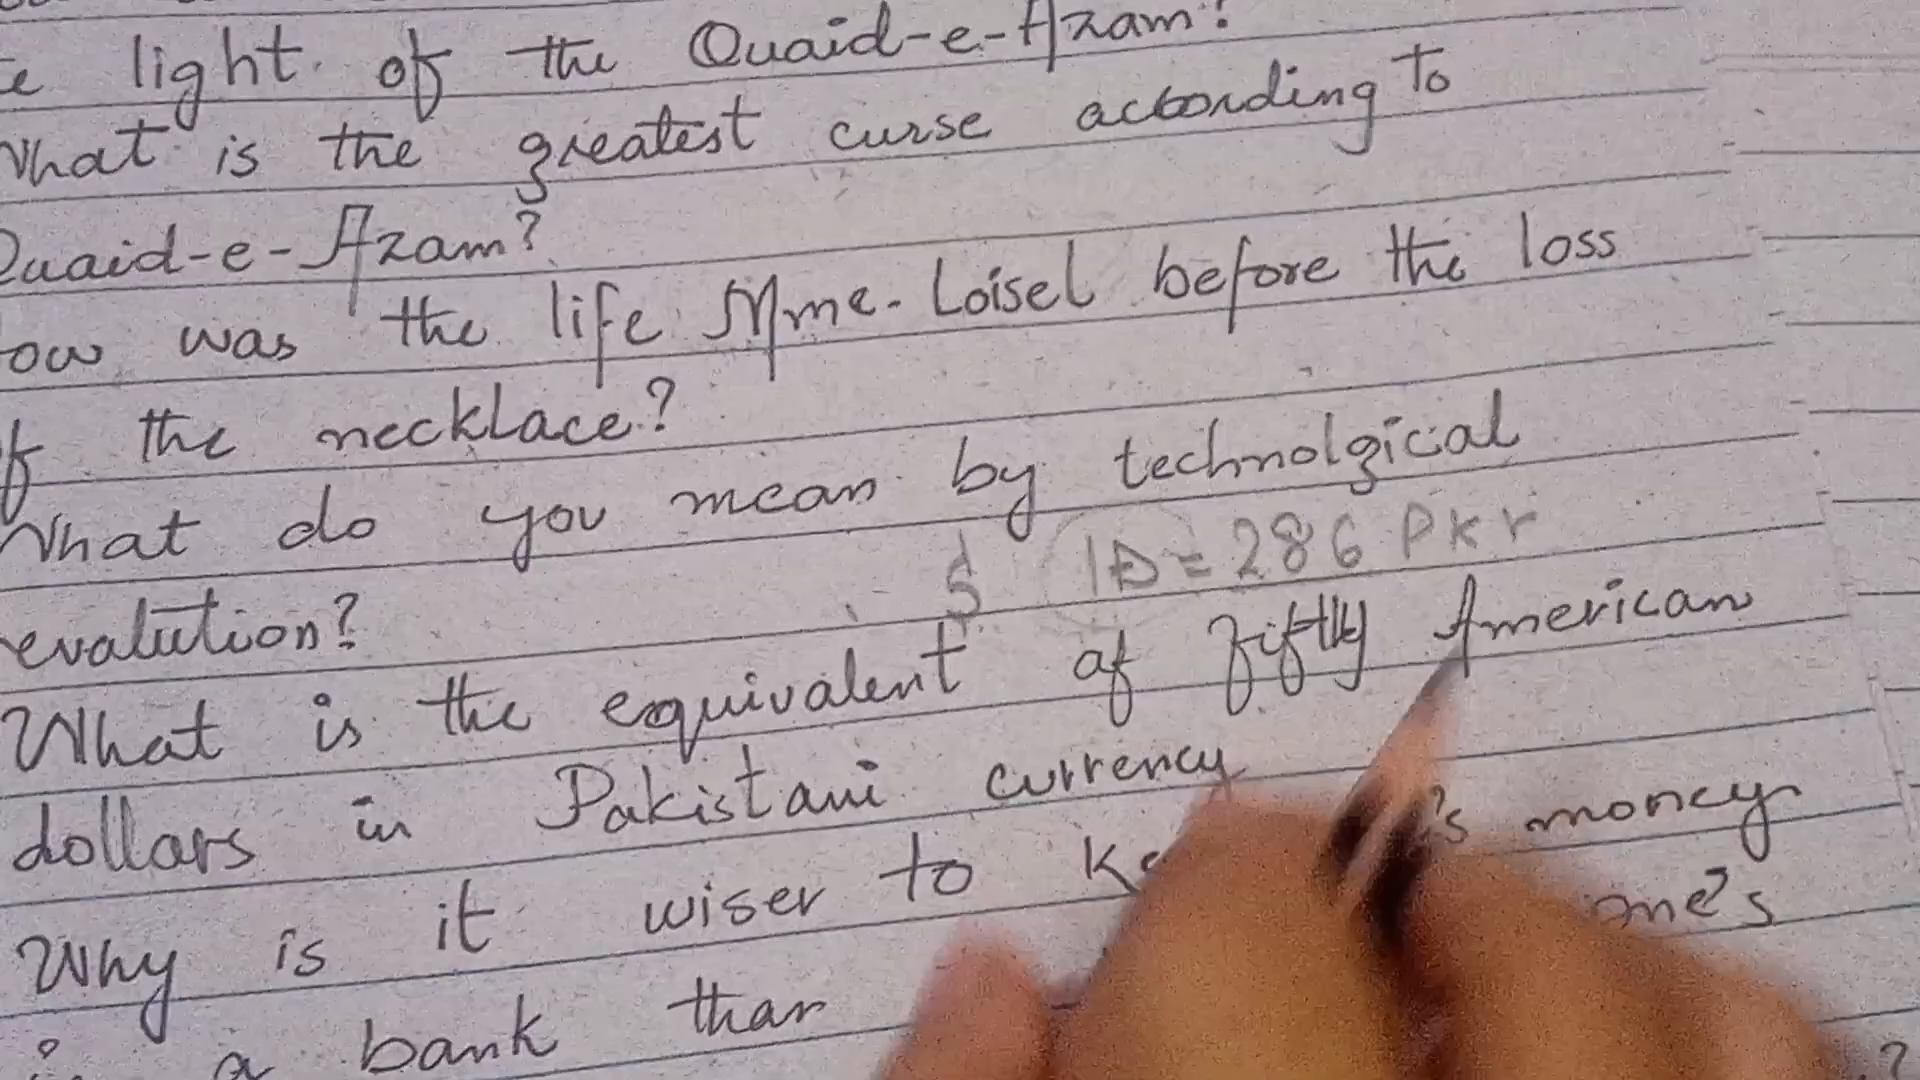 light of the Quaid-e-Azam?
What is the greatest curse according to
Quaid-e-Azam?
ow was the life Mme. Loisel before the loss
f the necklace?
What do you mean by technolgical
evalution?
$ 1D = 286 PKr
What is the equivalent of fiftly American
dollars in Pakistani currency
Why is it wiser to 's money
a bank than one's
?